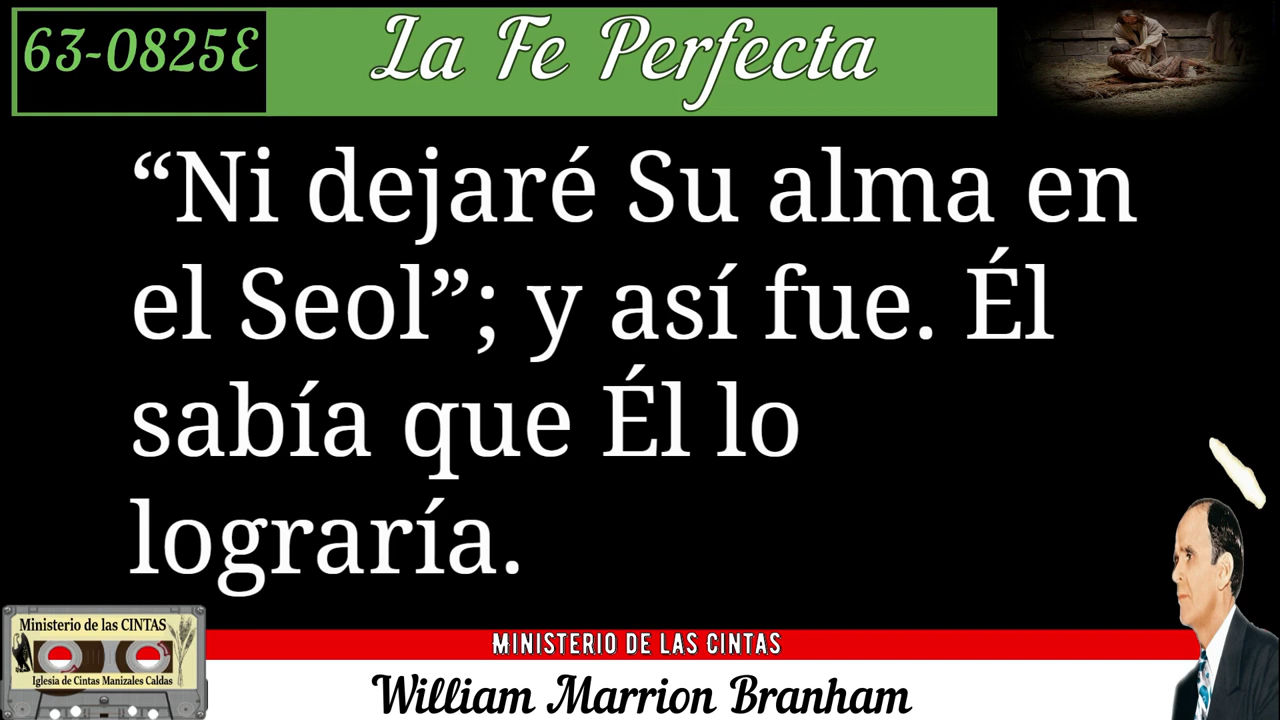 63-0825E
La Fe Perfecta
“Ni dejaré Su alma en
el Seol”; y así fue. Él
sabía que Él lo
lograría.
Ministerio de las CINTAS
Iglesia de Cintas Manizales Caldas
MINISTERIO DE LAS CINTAS
William Marrion Branham